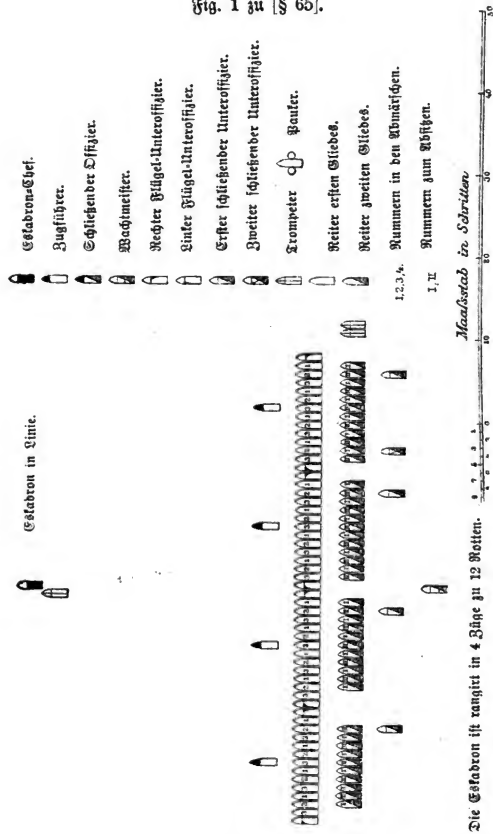 Fig. 1 zu [§ 65].
Eskadron in Linie.
Eskadron-Chef.
Zugführer.
Schließender Offizier.
Wachtmeister.
Rechter Flügel-Unteroffizier.
Linker Flügel-Unteroffizier.
Erster schließender Unteroffizier.
Zweiter schließender Unteroffizier.
Trompeter Pauker.
Reiter ersten Gliedes.
Reiter zweiten Gliedes.
1,2,3,4. Nummern in den Abmärschen.
I, II Nummern zum Absitzen.
Maaßstab in Schritten
10 20 30 40 50
Die Eskadron ist rangirt in 4 Züge zu 12 Rotten.